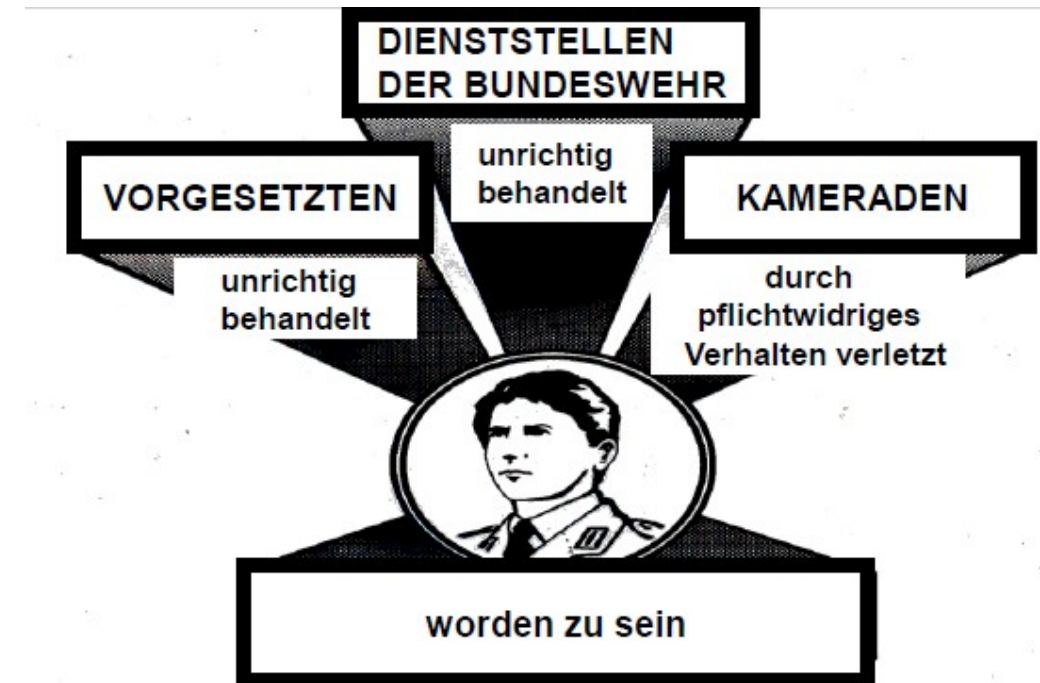 DIENSTSTELLEN
DER BUNDESWEHR
unrichtig
behandelt
VORGESETZTEN
unrichtig
behandelt
KAMERADEN
durch
pflichtwidriges
Verhalten verletzt
worden zu sein